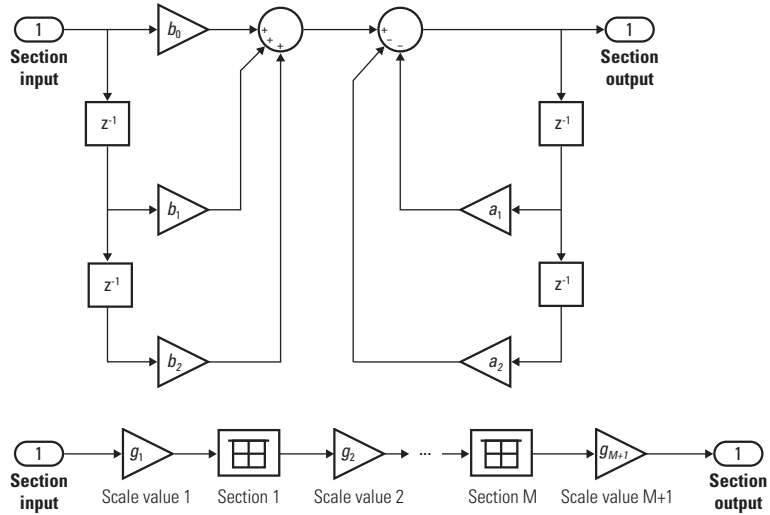 1
b0
+
+
+
+
−
−
1
Section
input
Section
output
z-1
z-1
b1
a1
z-1
z-1
b2
a2
1
g1
g2
...
gM+1
1
Section
input
Scale value 1
Section 1
Scale value 2
Section M
Scale value M+1
Section
output